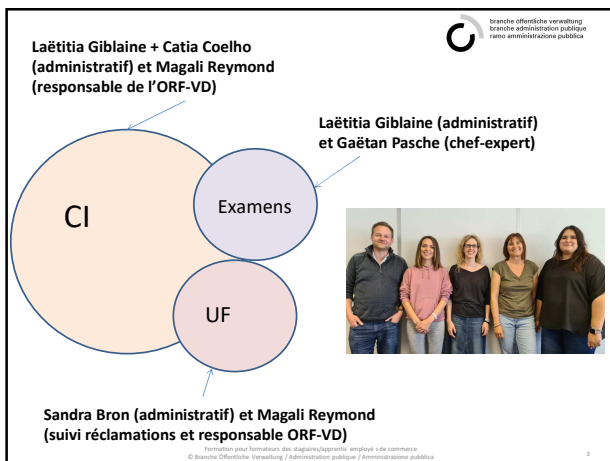 branche öffentliche verwaltung
branche administration publique
ramo amministrazione pubblica
Laëtitia Giblaine + Catia Coelho
(administratif) et Magali Reymond
(responsable de l'ORF-VD)
Laëtitia Giblaine (administratif)
et Gaëtan Pasche (chef-expert)
CI
Examens
UF
Sandra Bron (administratif) et Magali Reymond
(suivi réclamations et responsable ORF-VD)
Formation pour formateurs des stagiaires/apprentis employé s de commerce
© Branche Öffentliche Verwaltung / Administration publique / Amministrazione pubblica
3